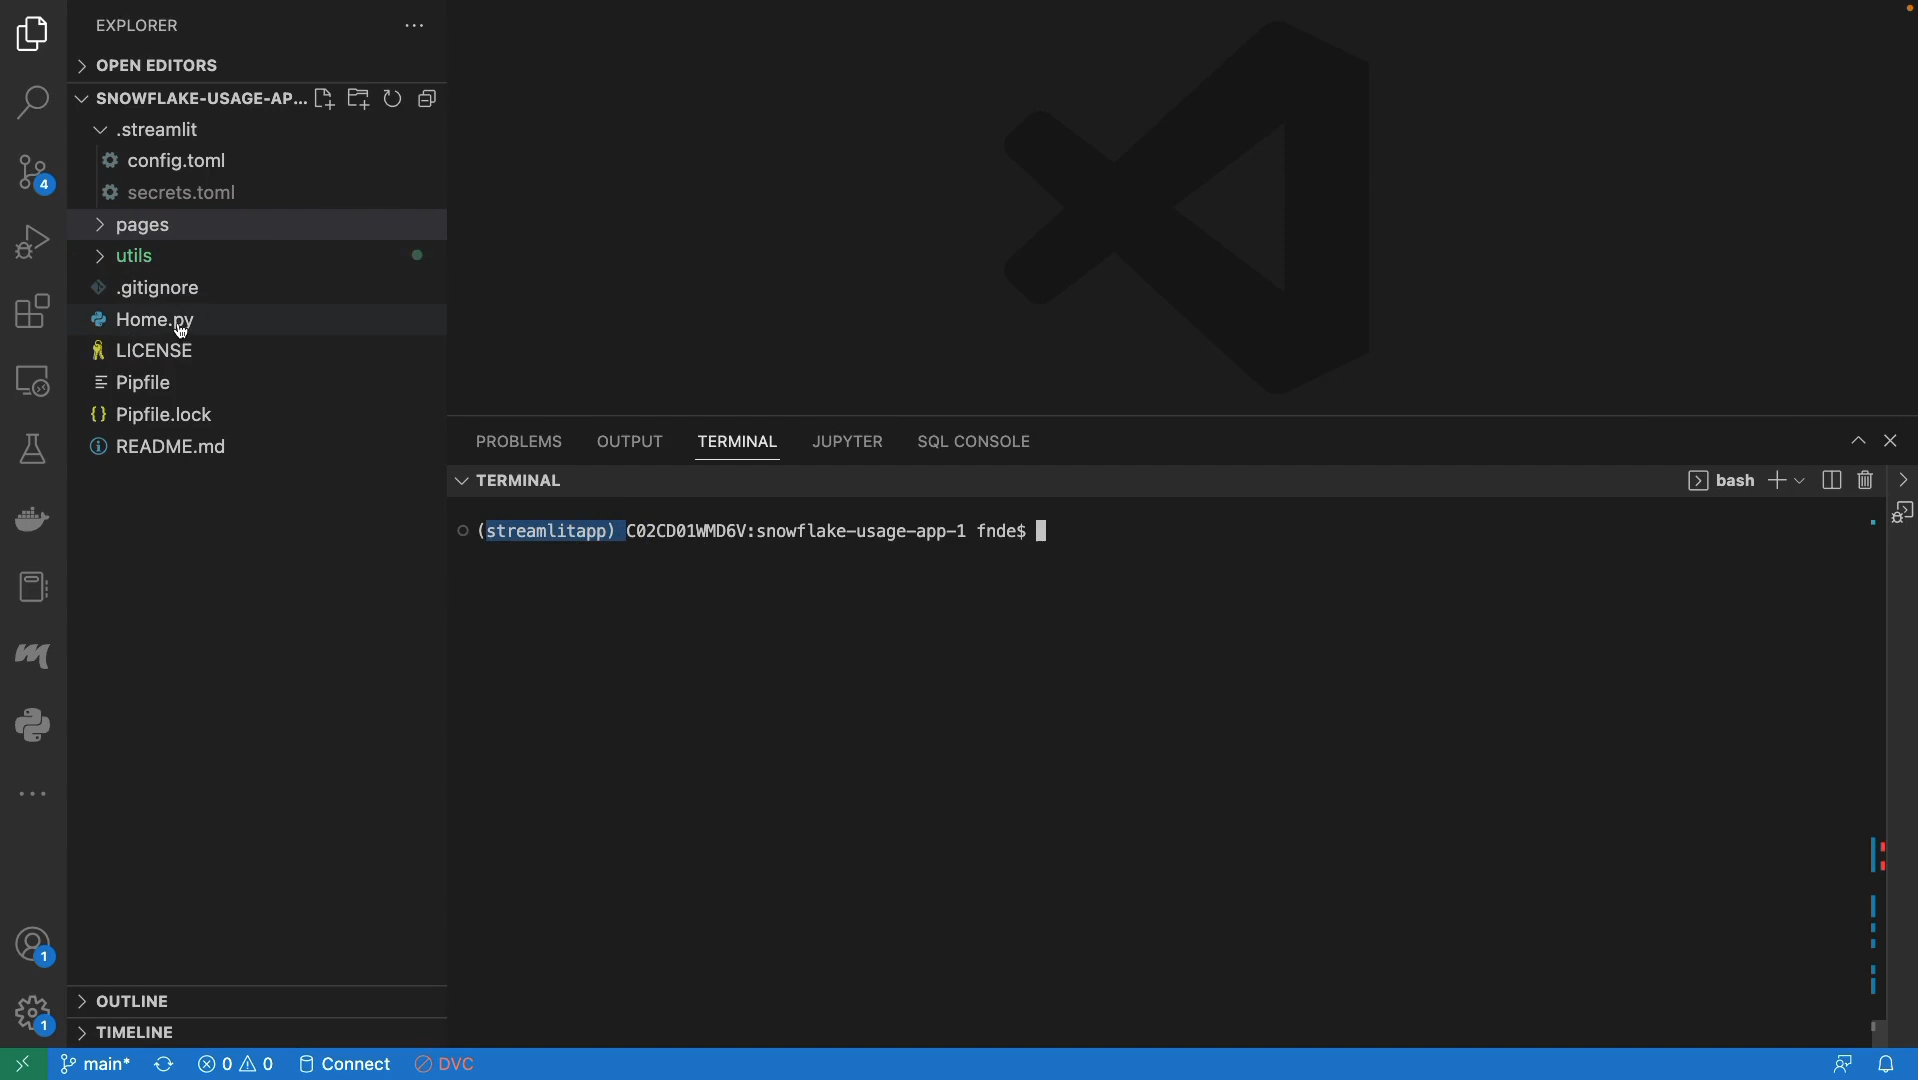 EXPLORER
OPEN EDITORS
SNOWFLAKE-USAGE-AP...
.streamlit
config.toml
secrets.toml
pages
utils
.gitignore
Home.py
LICENSE
Pipfile
Pipfile.lock
README.md
OUTLINE
TIMELINE
4
1
1
PROBLEMS OUTPUT TERMINAL JUPYTER SQL CONSOLE
TERMINAL
bash
(streamlitapp) C02CD01WMD6V:snowflake-usage-app-1 fnde$
main* 0 0 Connect DVC